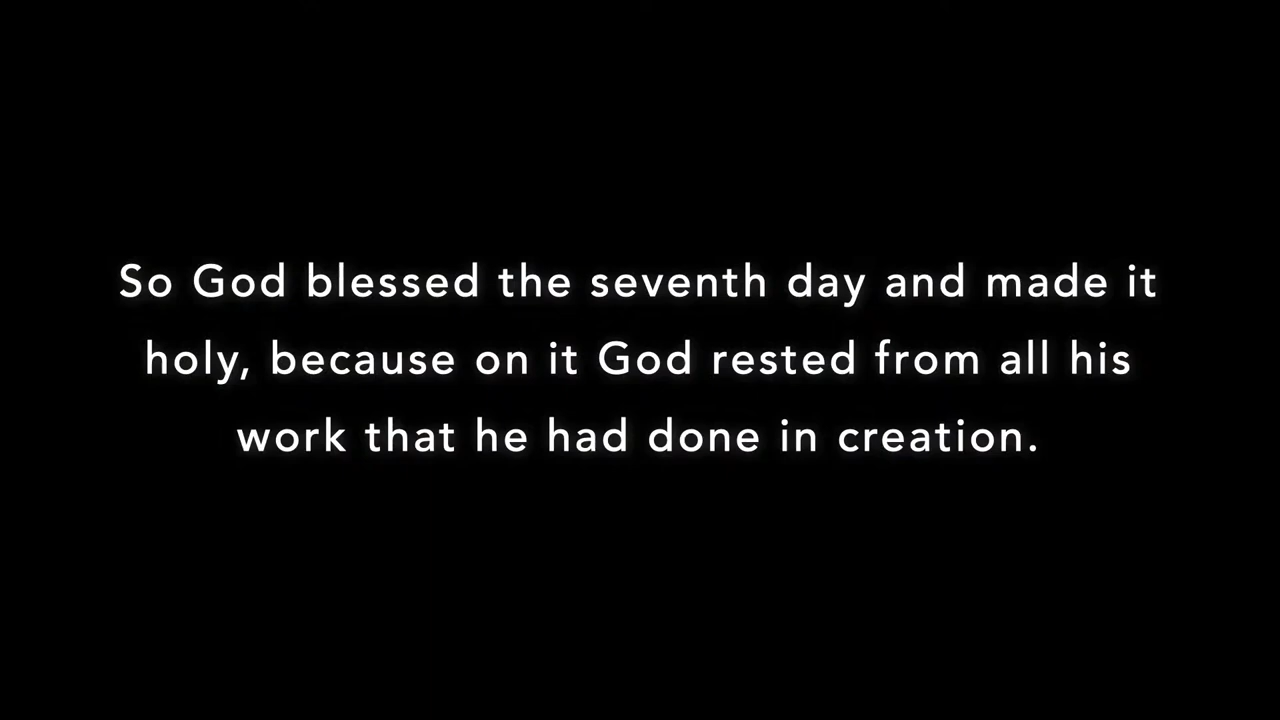 So God blessed the seventh day and made it
holy, because on it God rested from all his
work that he had done in creation.